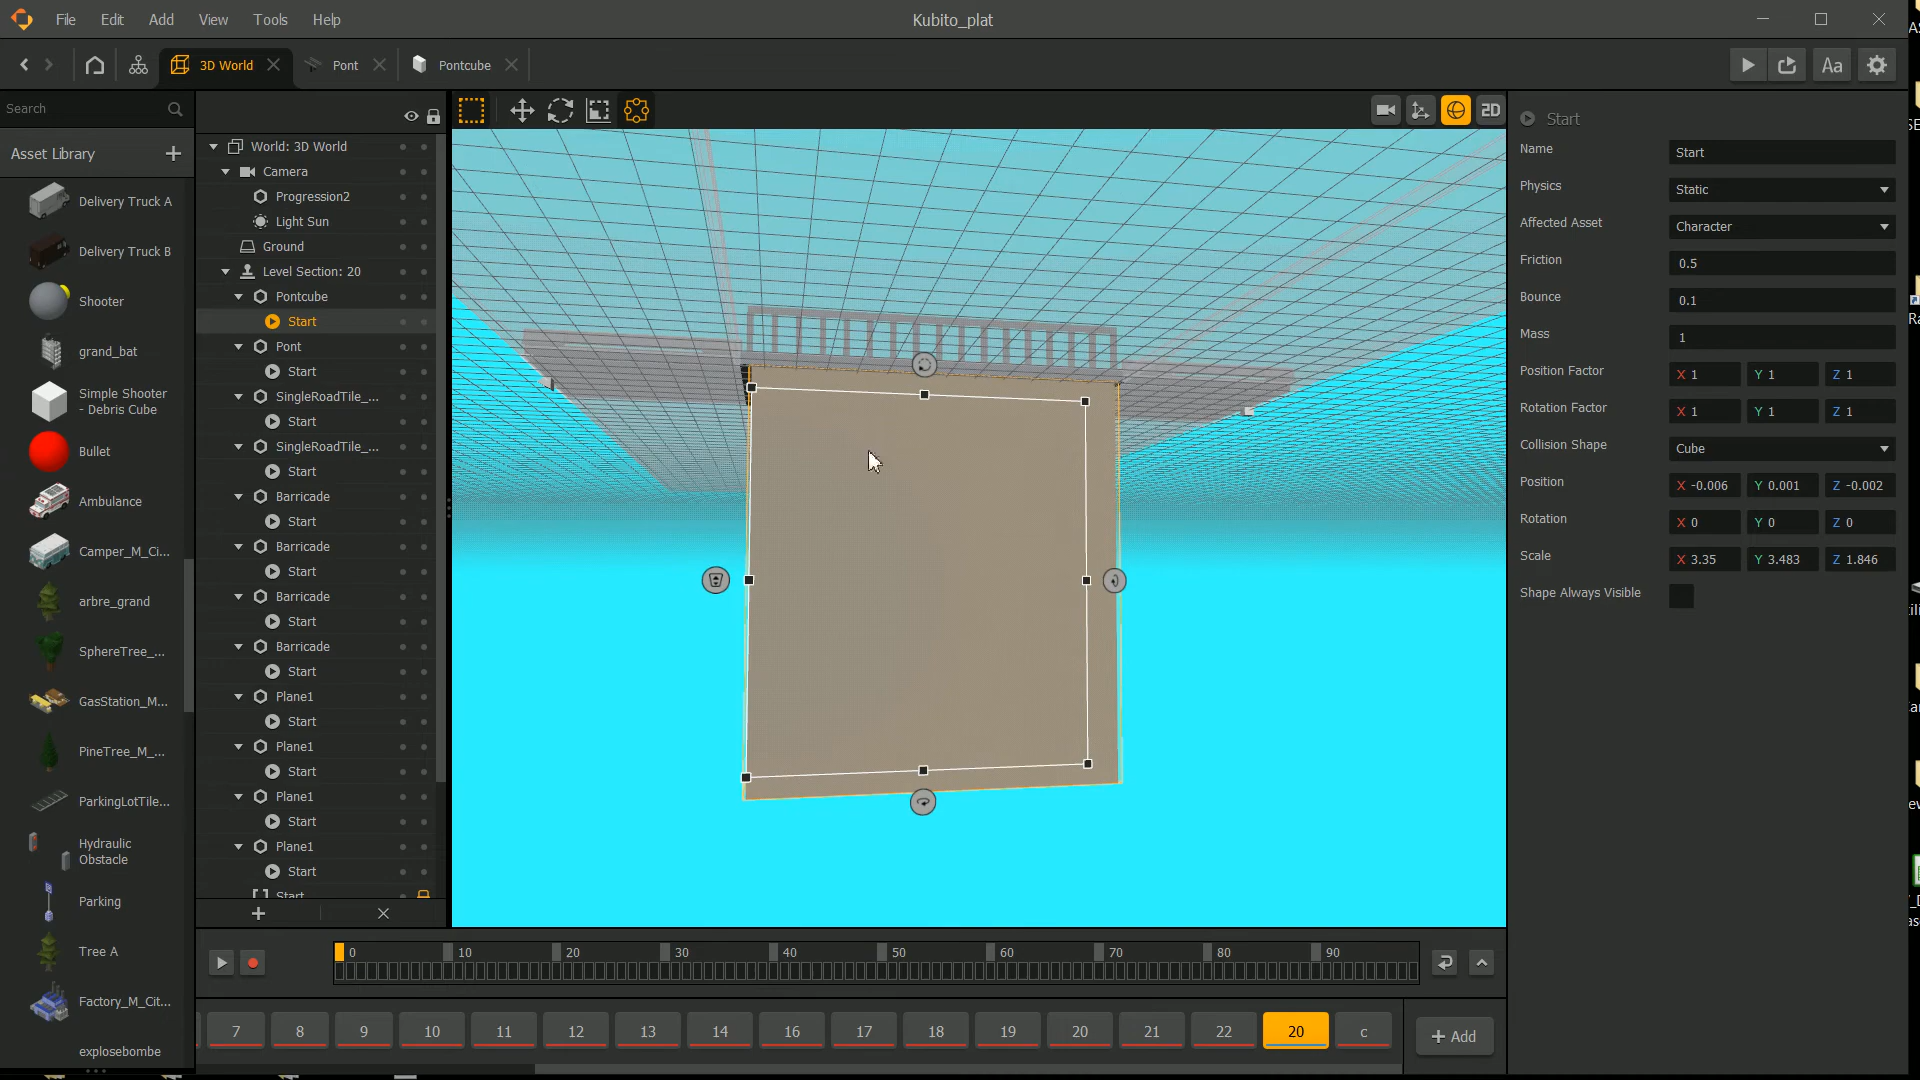 File Edit Add View Tools Help
Kubito_plat
3D World
Pont
Pontcube
Aa
Search
Asset Library
Delivery Truck A
Delivery Truck B
Shooter
grand_bat
Simple Shooter
- Debris Cube
Bullet
Ambulance
Camper_M_Ci...
arbre_grand
SphereTree_...
GasStation_M...
PineTree_M_...
ParkingLotTile...
Hydraulic
Obstacle
Parking
Tree A
Factory_M_Cit...
explosebombe
World: 3D World
Camera
Progression2
Light Sun
Ground
Level Section: 20
Pontcube
Start
Pont
Start
SingleRoadTile_...
Start
SingleRoadTile_...
Start
Barricade
Start
Barricade
Start
Barricade
Start
Barricade
Start
Plane1
Start
Plane1
Start
Plane1
Start
Plane1
Start
Start
2D
Start
Name Start
Physics Static
Affected Asset Character
Friction 0.5
Bounce 0.1
Mass 1
Position Factor X 1 Y 1 Z 1
Rotation Factor X 1 Y 1 Z 1
Collision Shape Cube
Position X -0.006 Y 0.001 Z -0.002
Rotation X 0 Y 0 Z 0
Scale X 3.35 Y 3.483 Z 1.846
Shape Always Visible
0 10 20 30 40 50 60 70 80 90
7 8 9 10 11 12 13 14 16 17 18 19 20 21 22 20 c
+ Add